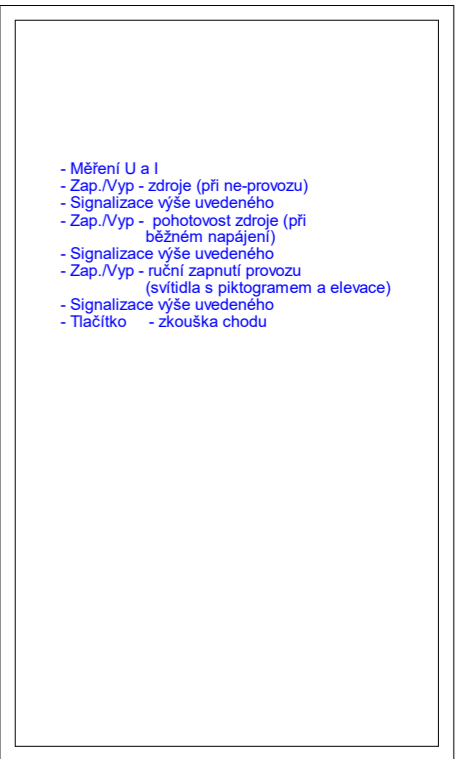 - Měření U a I
- Zap./Vyp - zdroje (při ne-provozu)
- Signalizace výše uvedeného
- Zap./Vyp -  pohotovost zdroje (při
běžném napájení)
- Signalizace výše uvedeného
- Zap./Vyp - ruční zapnutí provozu
(svítidla s piktogramem a elevace)
- Signalizace výše uvedeného
- Tlačítko    - zkouška chodu